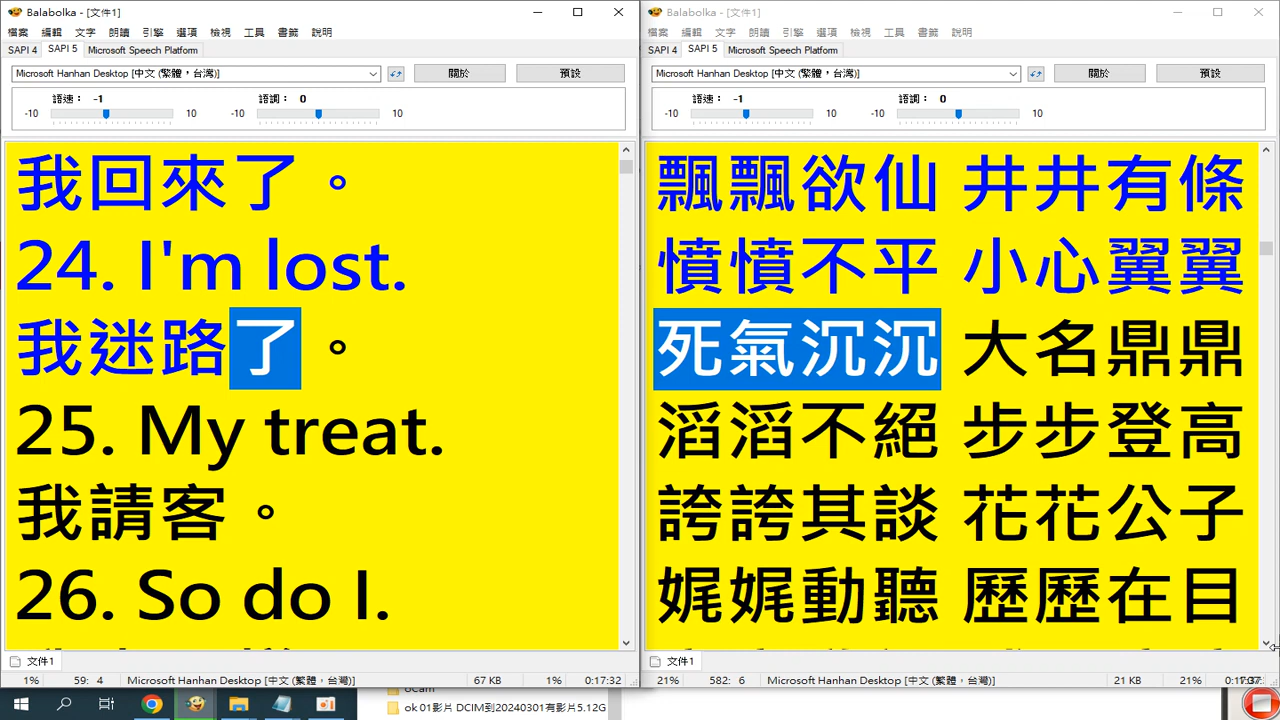 Balabolka - [文件1]
檔案 編輯 文字 朗讀 引擎 選項 檢視 工具 書籤 說明
SAPI 4 SAPI 5 Microsoft Speech Platform
Microsoft Hanhan Desktop [中文 (繁體，台灣)] 關於 預設
語速： -1 語調： 0
-10 10 -10 10
我回來了。
24. I'm lost.
我迷路了。
25. My treat.
我請客。
26. So do I.
文件1
1% 59: 4 Microsoft Hanhan Desktop [中文 (繁體，台灣)] 67 KB 1% 0:17:32
Balabolka - [文件1]
檔案 編輯 文字 朗讀 引擎 選項 檢視 工具 書籤 說明
SAPI 4 SAPI 5 Microsoft Speech Platform
Microsoft Hanhan Desktop [中文 (繁體，台灣)] 關於 預設
語速： -1 語調： 0
-10 10 -10 10
飄飄欲仙 井井有條
憤憤不平 小心翼翼
死氣沉沉 大名鼎鼎
滔滔不絕 步步登高
誇誇其談 花花公子
娓娓動聽 歷歷在目
文件1
21% 582: 6 Microsoft Hanhan Desktop [中文 (繁體，台灣)] 21 KB 21%
oCam
ok 01影片 DCIM到20240301有影片5.12G